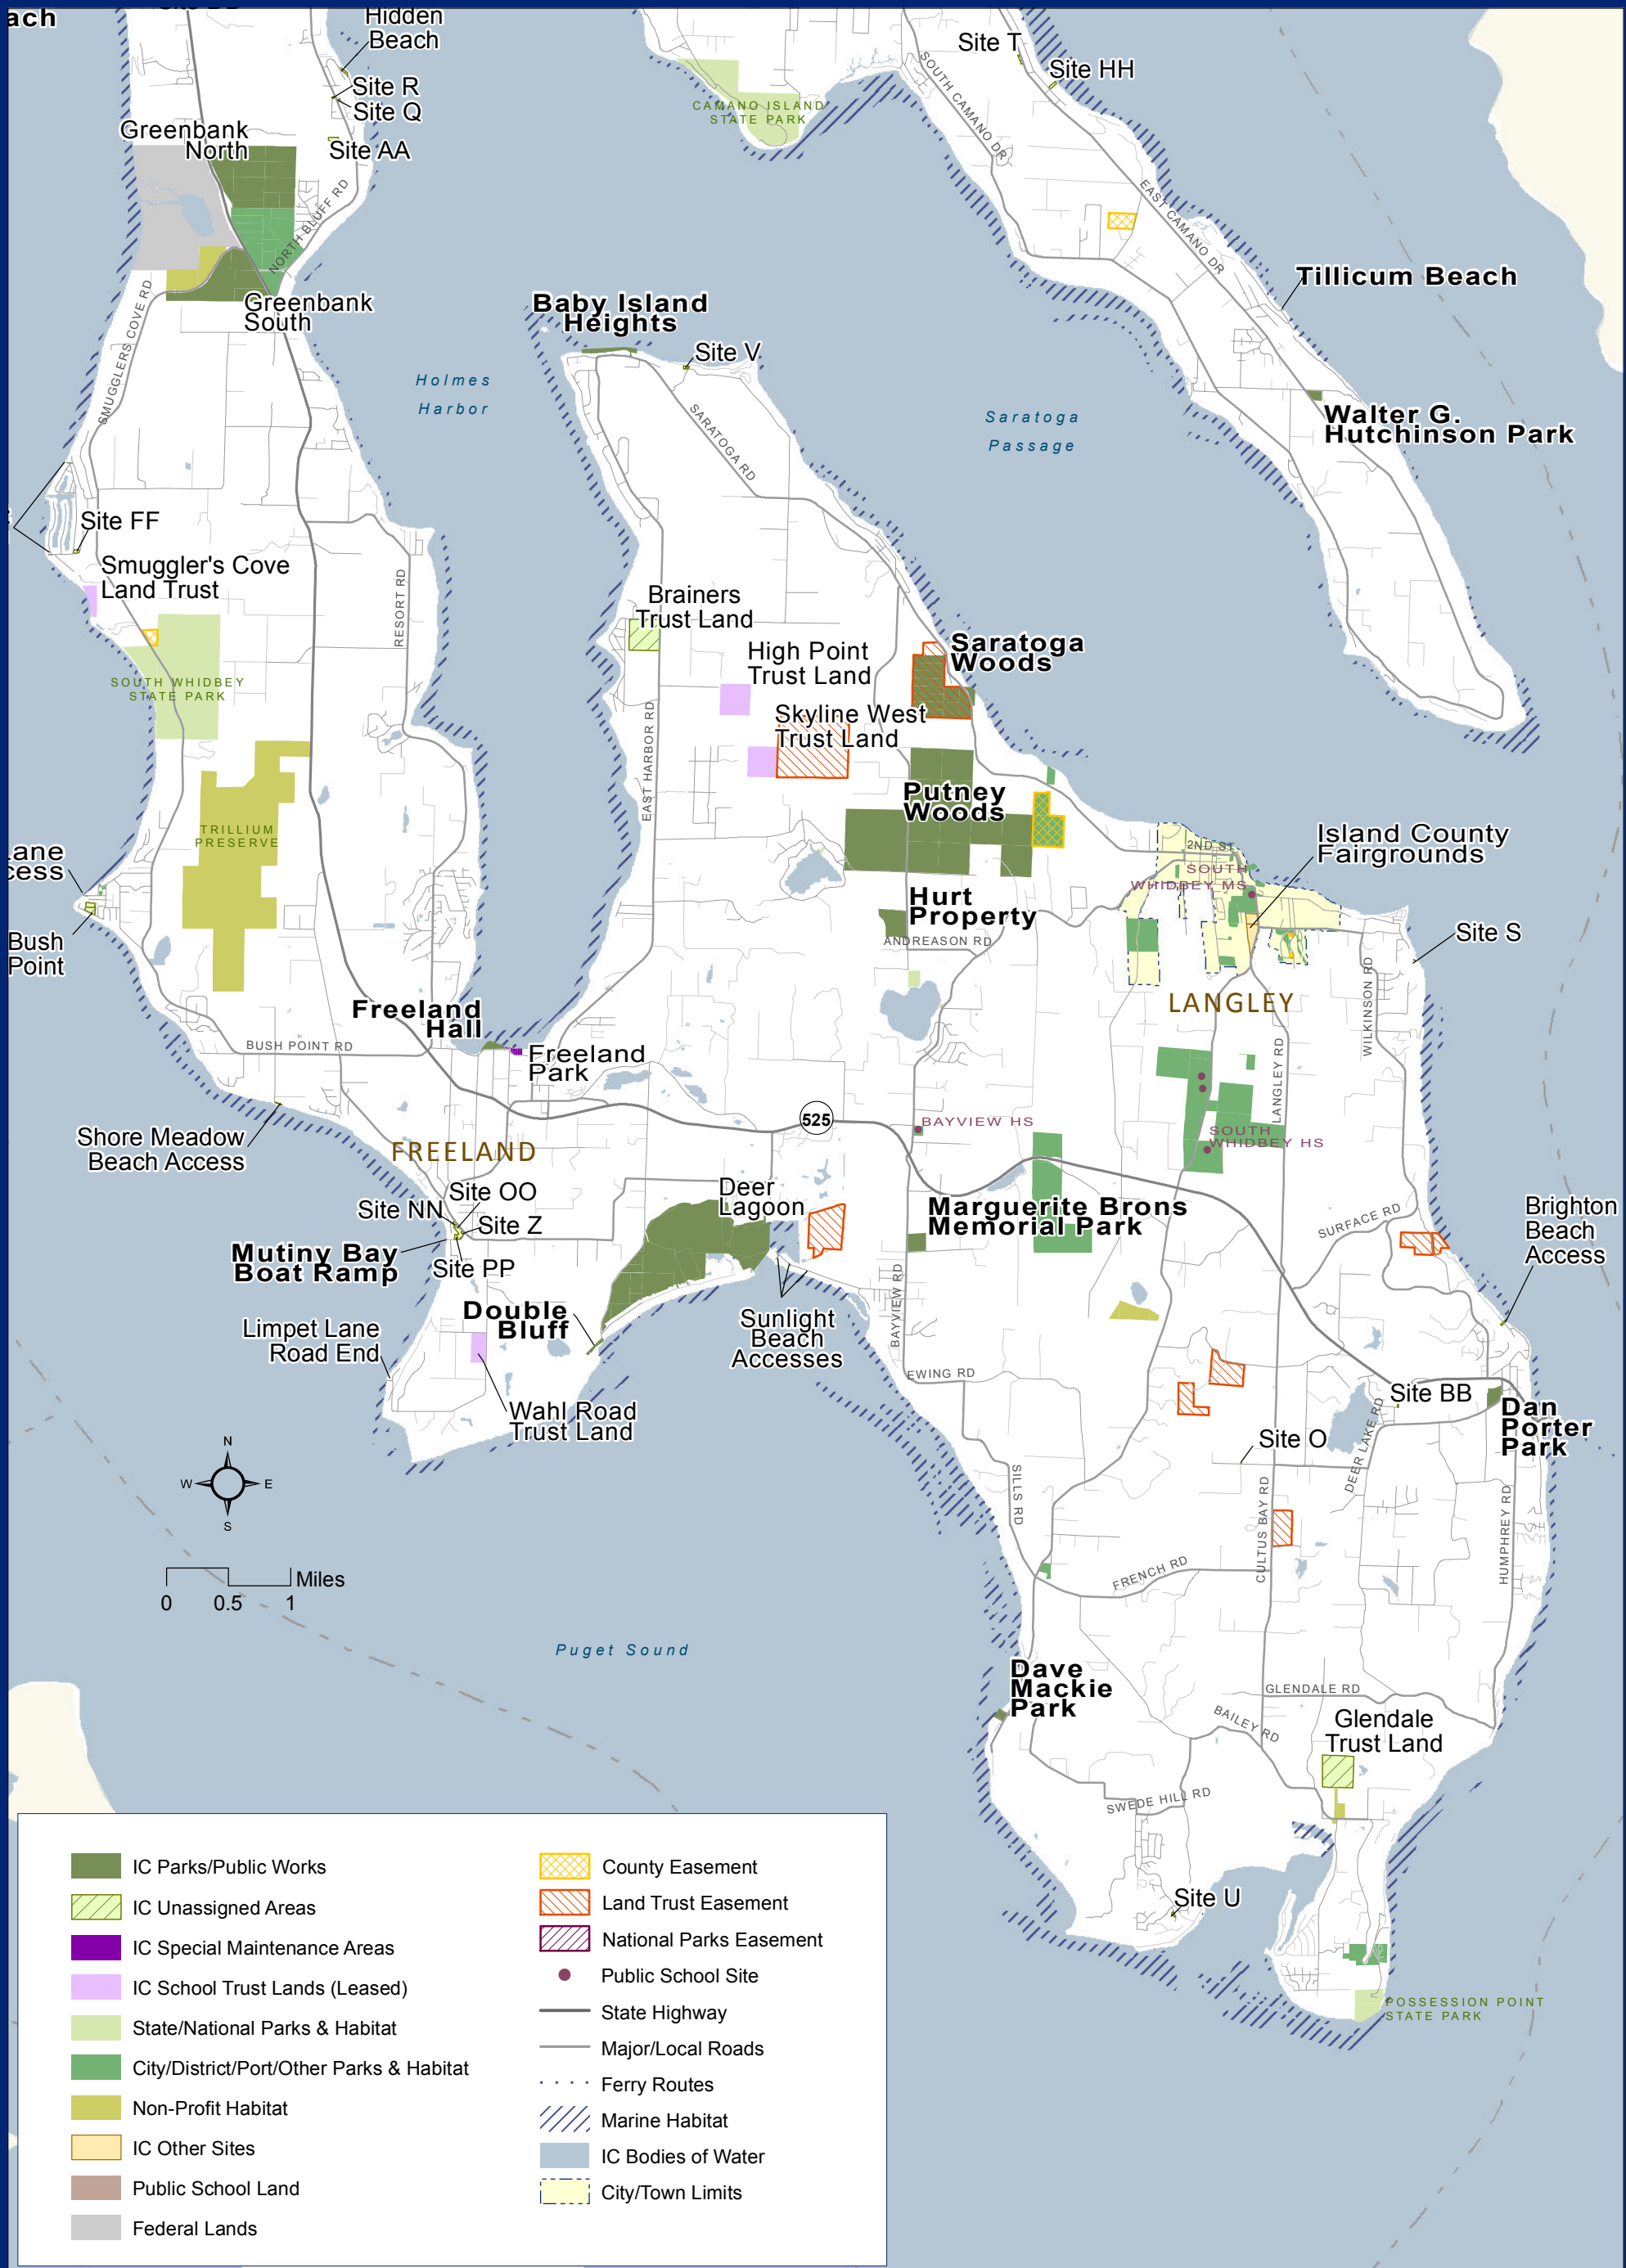 ach
Hidden
Beach
Site R
Site Q
Site AA
Greenbank
North
NORTH BLUFF RD
Greenbank
South
SMUGGLERS COVE RD
CAMANO ISLAND
STATE PARK
SOUTH CAMANO DR
Site T
Site HH
EAST CAMANO DR
Tillicum Beach
Walter G.
Hutchinson Park
Baby Island
Heights
Site V
Holmes
Harbor
SARATOGA RD
Saratoga
Passage
Site FF
Smuggler's Cove
Land Trust
RESORT RD
SOUTH WHIDBEY
STATE PARK
Brainers
Trust Land
High Point
Trust Land
Saratoga
Woods
Skyline West
Trust Land
EAST HARBOR RD
Putney
Woods
TRILLIUM
PRESERVE
Lane
cess
Bush
Point
Island County
Fairgrounds
2ND ST
SOUTH
WHIDBEY MS
Hurt
Property
ANDREASON RD
Site S
WILKINSON RD
LANGLEY
Freeland
Hall
BUSH POINT RD
Freeland
Park
LANGLEY RD
525
BAYVIEW HS
SOUTH
WHIDBEY HS
Shore Meadow
Beach Access
FREELAND
Site OO
Site NN
Site Z
Deer
Lagoon
Mutiny Bay
Boat Ramp
Site PP
Marguerite Brons
Memorial Park
SURFACE RD
Brighton
Beach
Access
BAYVIEW RD
Double
Bluff
Sunlight
Beach
Accesses
Limpet Lane
Road End
EWING RD
Wahl Road
Trust Land
Site BB
Dan
Porter
Park
DEER LAKE RD
Site O
N
W
E
S
SILLS RD
CULTUS BAY RD
HUMPHREY RD
Miles
0
0.5
1
FRENCH RD
Puget Sound
Dave
Mackie
Park
GLENDALE RD
BAILEY RD
Glendale
Trust Land
SWEDE HILL RD
Site U
POSSESSION POINT
STATE PARK
IC Parks/Public Works
IC Unassigned Areas
IC Special Maintenance Areas
IC School Trust Lands (Leased)
State/National Parks & Habitat
City/District/Port/Other Parks & Habitat
Non-Profit Habitat
IC Other Sites
Public School Land
Federal Lands
County Easement
Land Trust Easement
National Parks Easement
Public School Site
State Highway
Major/Local Roads
Ferry Routes
Marine Habitat
IC Bodies of Water
City/Town Limits